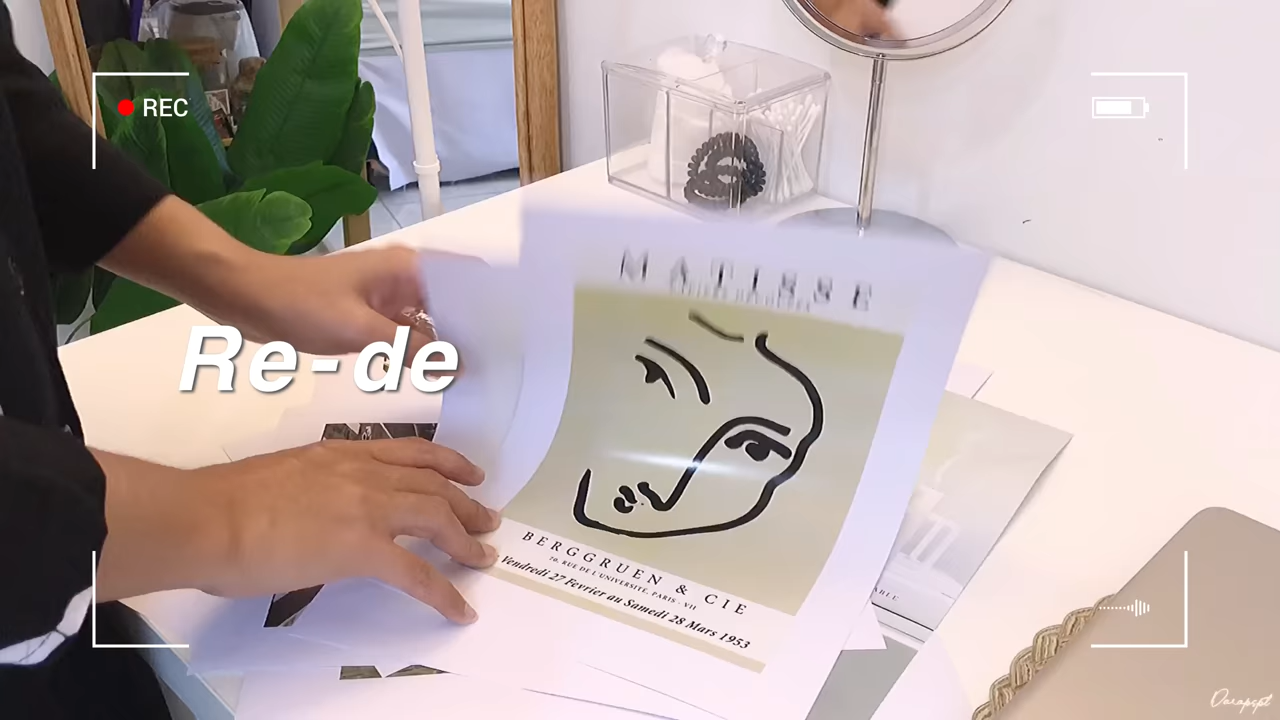 REC
MATISSE
Re-de
BERGGRUEN & CIE
70, RUE DE L'UNIVERSITÉ, PARIS - VII
Vendredi 27 Fevrier au Samedi 28 Mars 1953